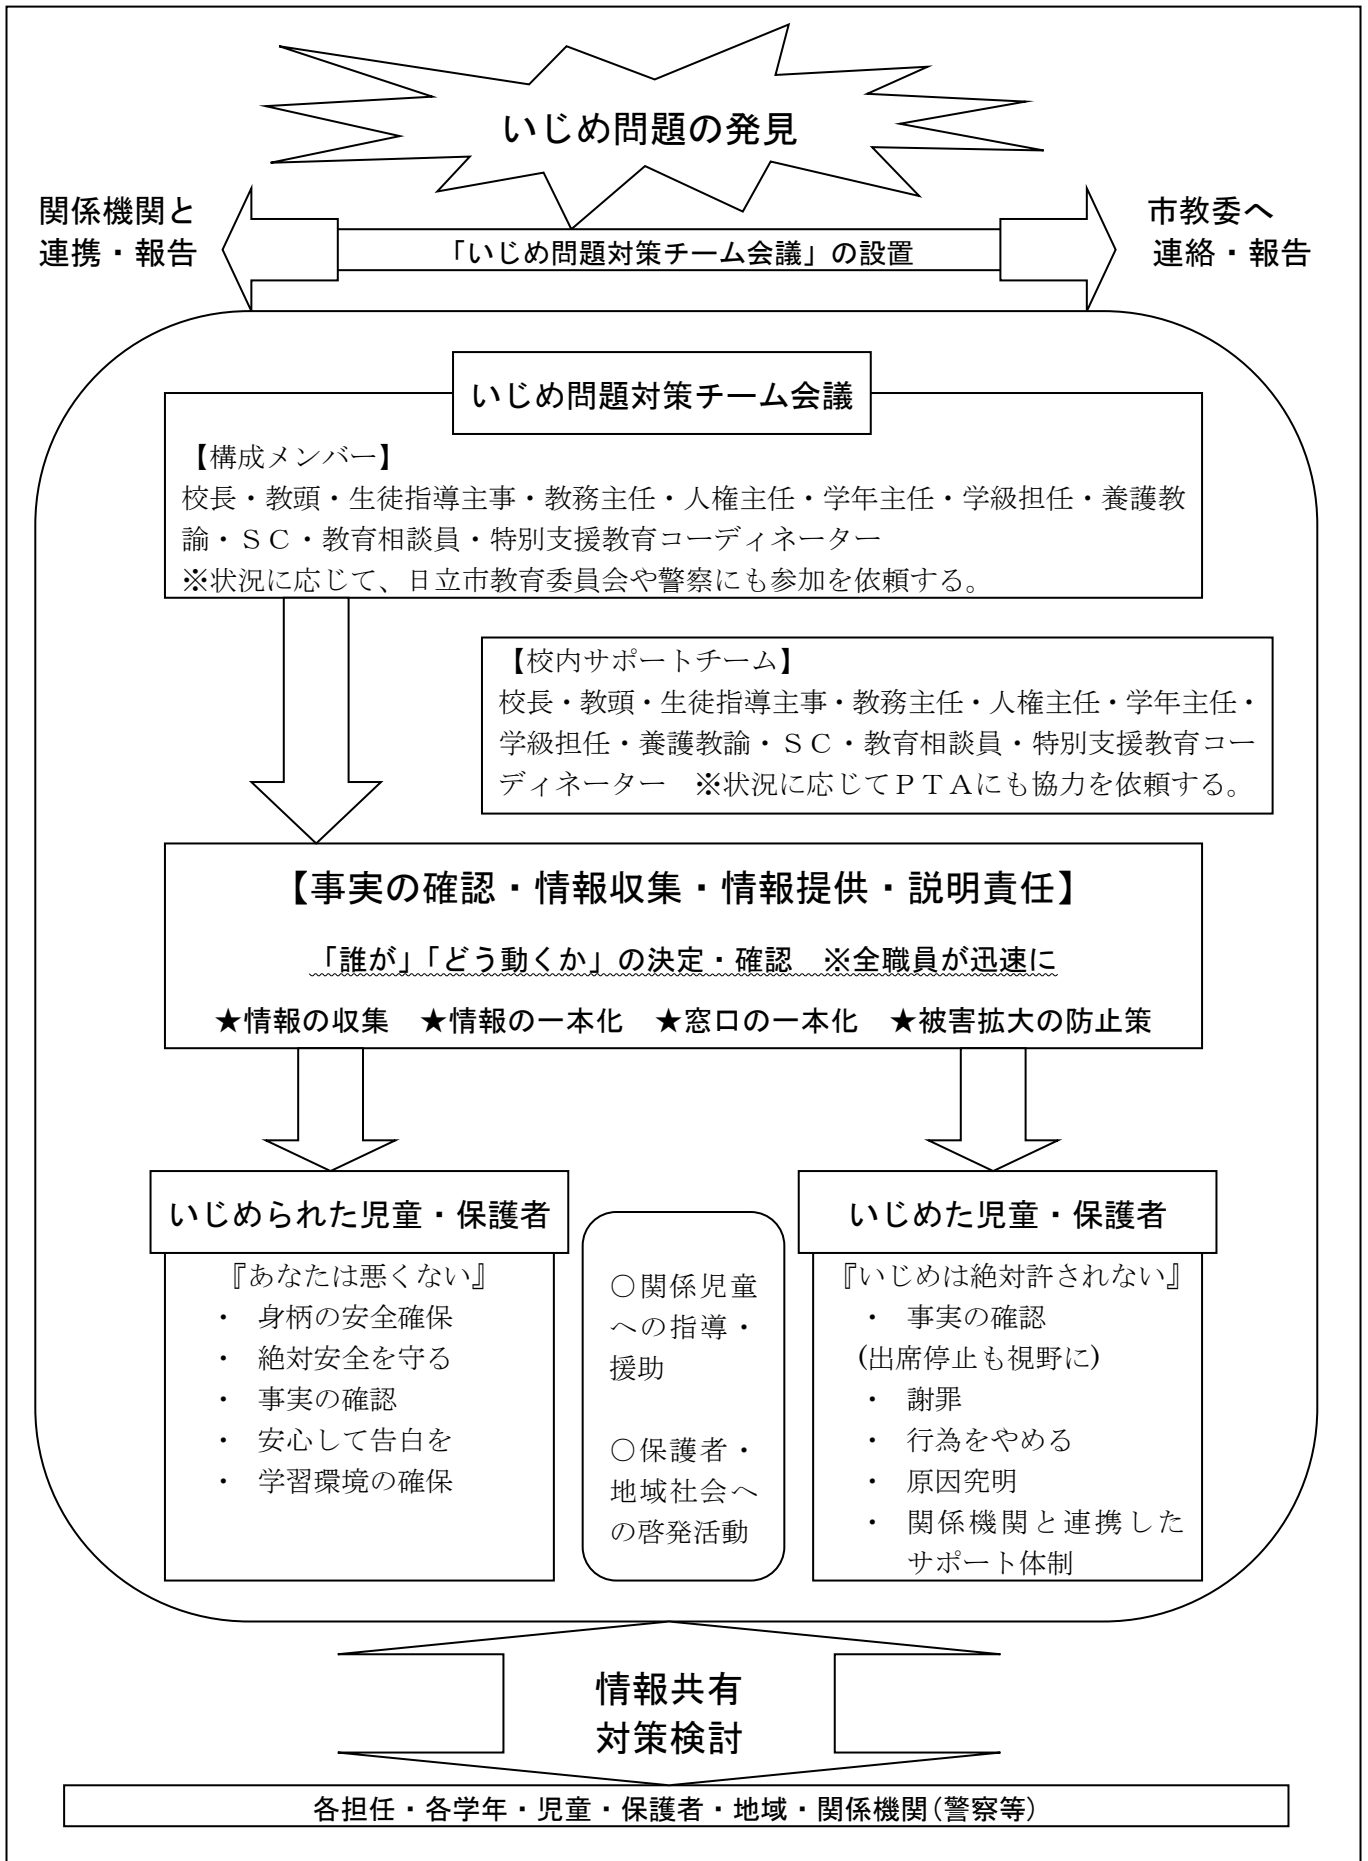 いじめ問題の発見
関係機関と
連携・報告
市教委へ
連絡・報告
「いじめ問題対策チーム会議」の設置
いじめ問題対策チーム会議
【構成メンバー】
校長・教頭・生徒指導主事・教務主任・人権主任・学年主任・学級担任・養護教
諭・ＳＣ・教育相談員・特別支援教育コーディネーター
※状況に応じて、日立市教育委員会や警察にも参加を依頼する。
【校内サポートチーム】
校長・教頭・生徒指導主事・教務主任・人権主任・学年主任・
学級担任・養護教諭・ＳＣ・教育相談員・特別支援教育コー
ディネーター　※状況に応じてＰＴＡにも協力を依頼する。
【事実の確認・情報収集・情報提供・説明責任】
「誰が」「どう動くか」の決定・確認　※全職員が迅速に
★情報の収集　★情報の一本化　★窓口の一本化　★被害拡大の防止策
いじめられた児童・保護者
『あなたは悪くない』
・　身柄の安全確保
・　絶対安全を守る
・　事実の確認
・　安心して告白を
・　学習環境の確保
○関係児童
への指導・
援助
○保護者・
地域社会へ
の啓発活動
いじめた児童・保護者
『いじめは絶対許されない』
・　事実の確認
(出席停止も視野に)
・　謝罪
・　行為をやめる
・　原因究明
・　関係機関と連携した
サポート体制
情報共有
対策検討
各担任・各学年・児童・保護者・地域・関係機関(警察等)